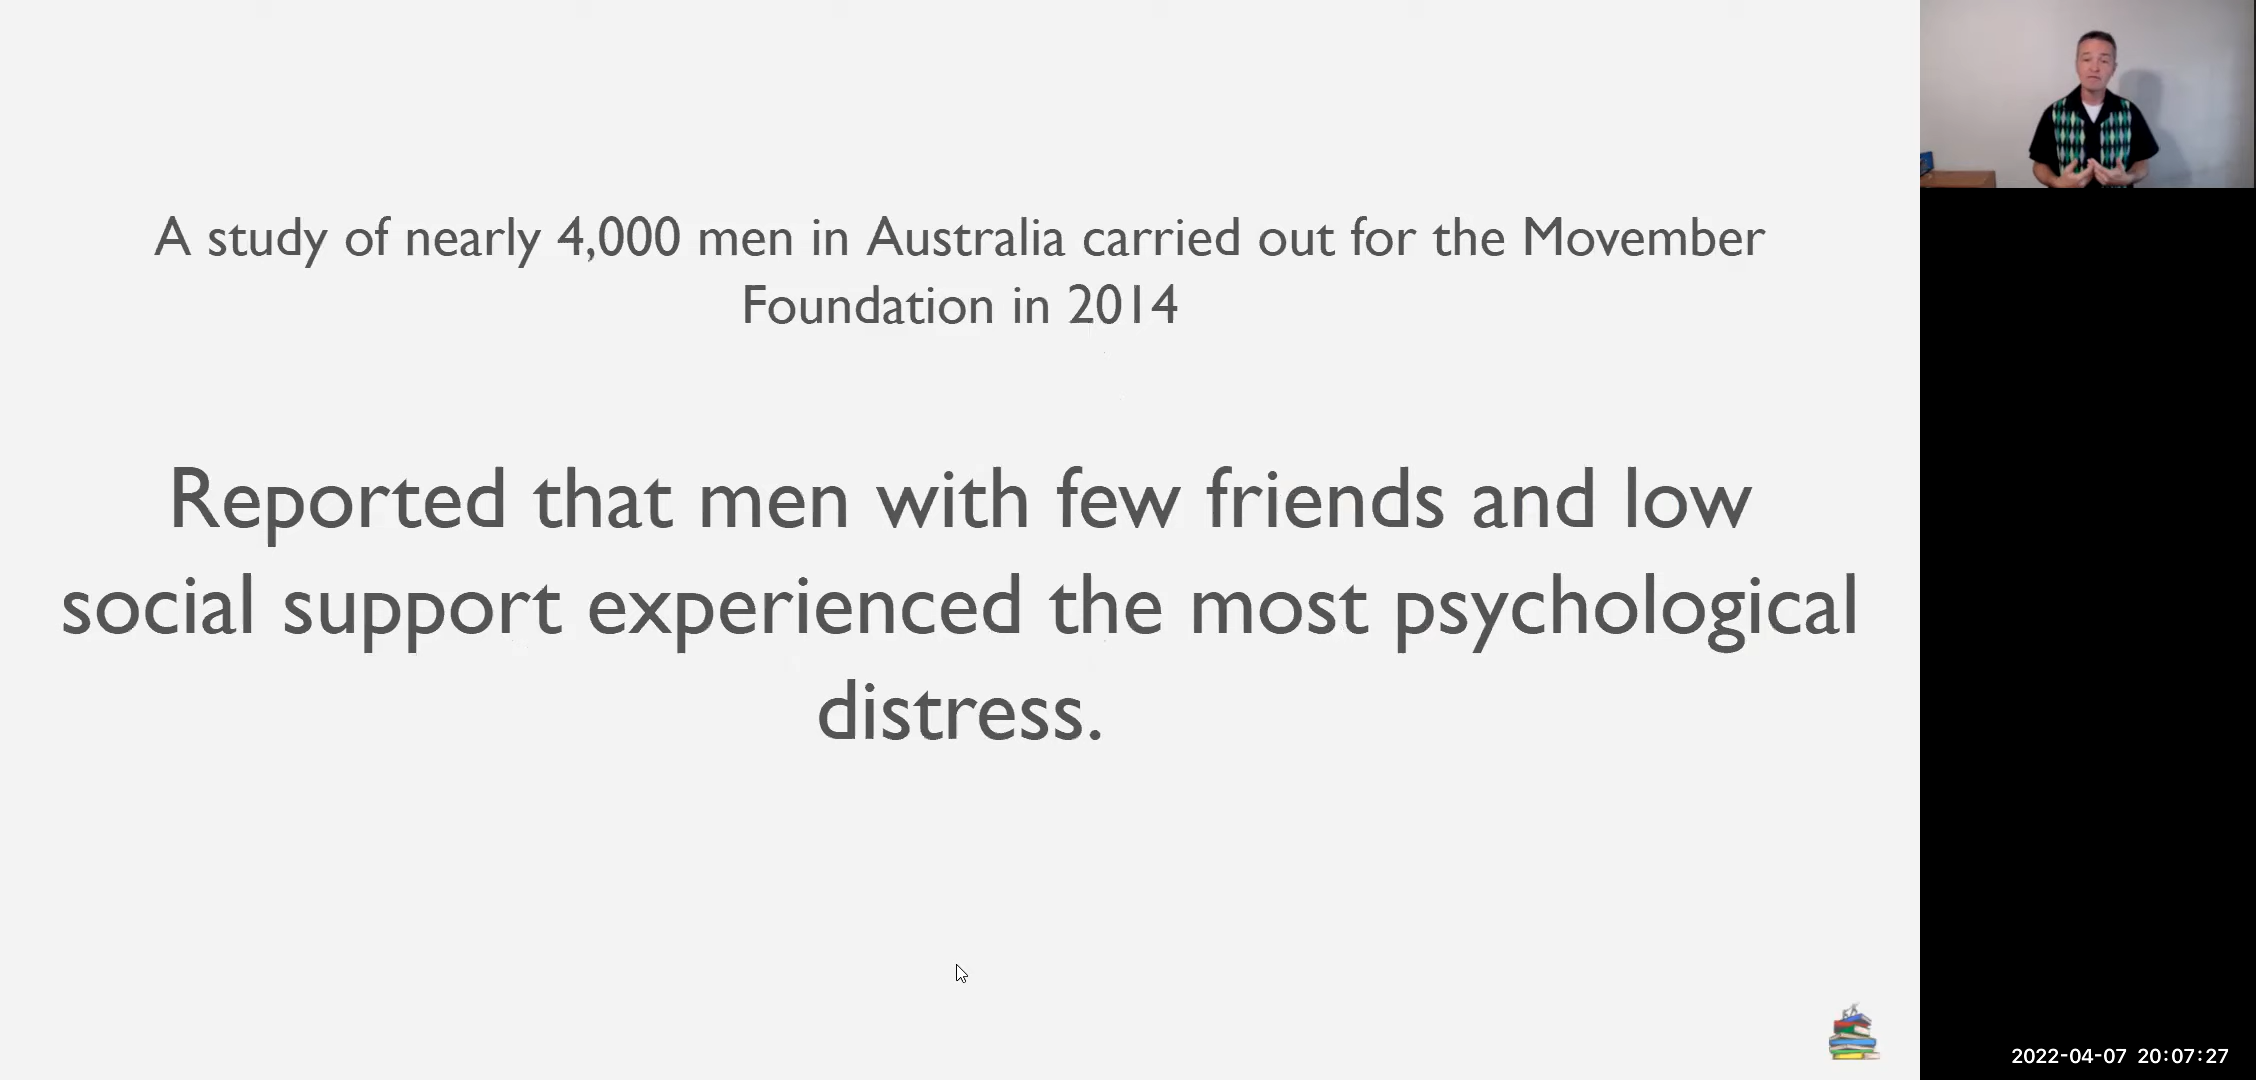 A study of nearly 4,000 men in Australia carried out for the Movember
Foundation in 2014
Reported that men with few friends and low
social support experienced the most psychological
distress.
2022-04-07 20:07:27